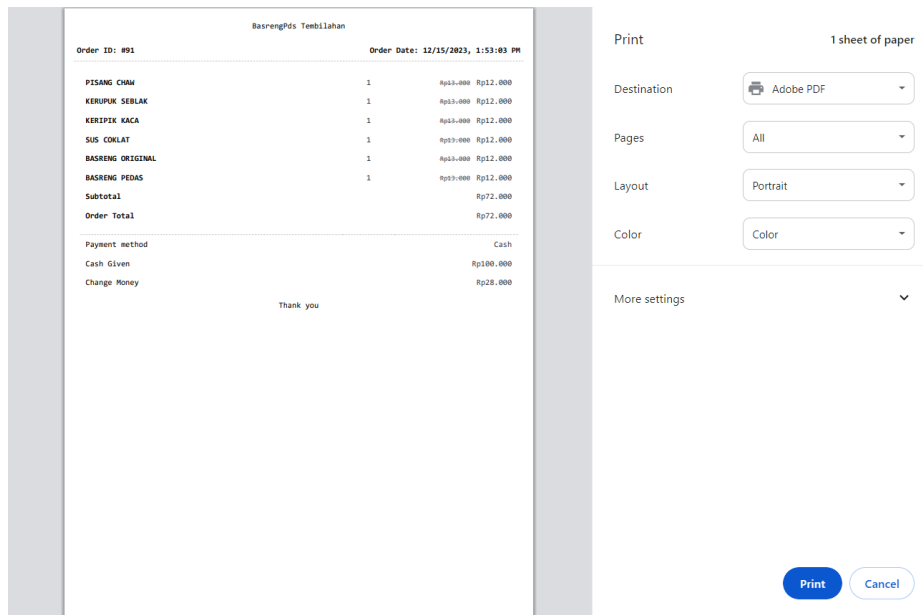 BasrengPds Tembilahan
Order ID: #91 Order Date: 12/15/2023, 1:53:03 PM
PISANG CHAW 1 Rp13.000 Rp12.000
KERUPUK SEBLAK 1 Rp13.000 Rp12.000
KERIPIK KACA 1 Rp13.000 Rp12.000
SUS COKLAT 1 Rp13.000 Rp12.000
BASRENG ORIGINAL 1 Rp13.000 Rp12.000
BASRENG PEDAS 1 Rp13.000 Rp12.000
Subtotal Rp72.000
Order Total Rp72.000
Payment method Cash
Cash Given Rp100.000
Change Money Rp28.000
Thank you
Print 1 sheet of paper
Destination Adobe PDF
Pages All
Layout Portrait
Color Color
More settings
Print Cancel